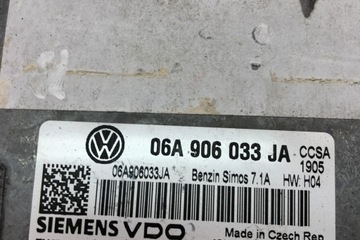 06A 906 033 JA CCSA
1905
06A906033JA Benzin Simos 7.1A HW: H04
Made in Czech Rep
SIEMENS VDO